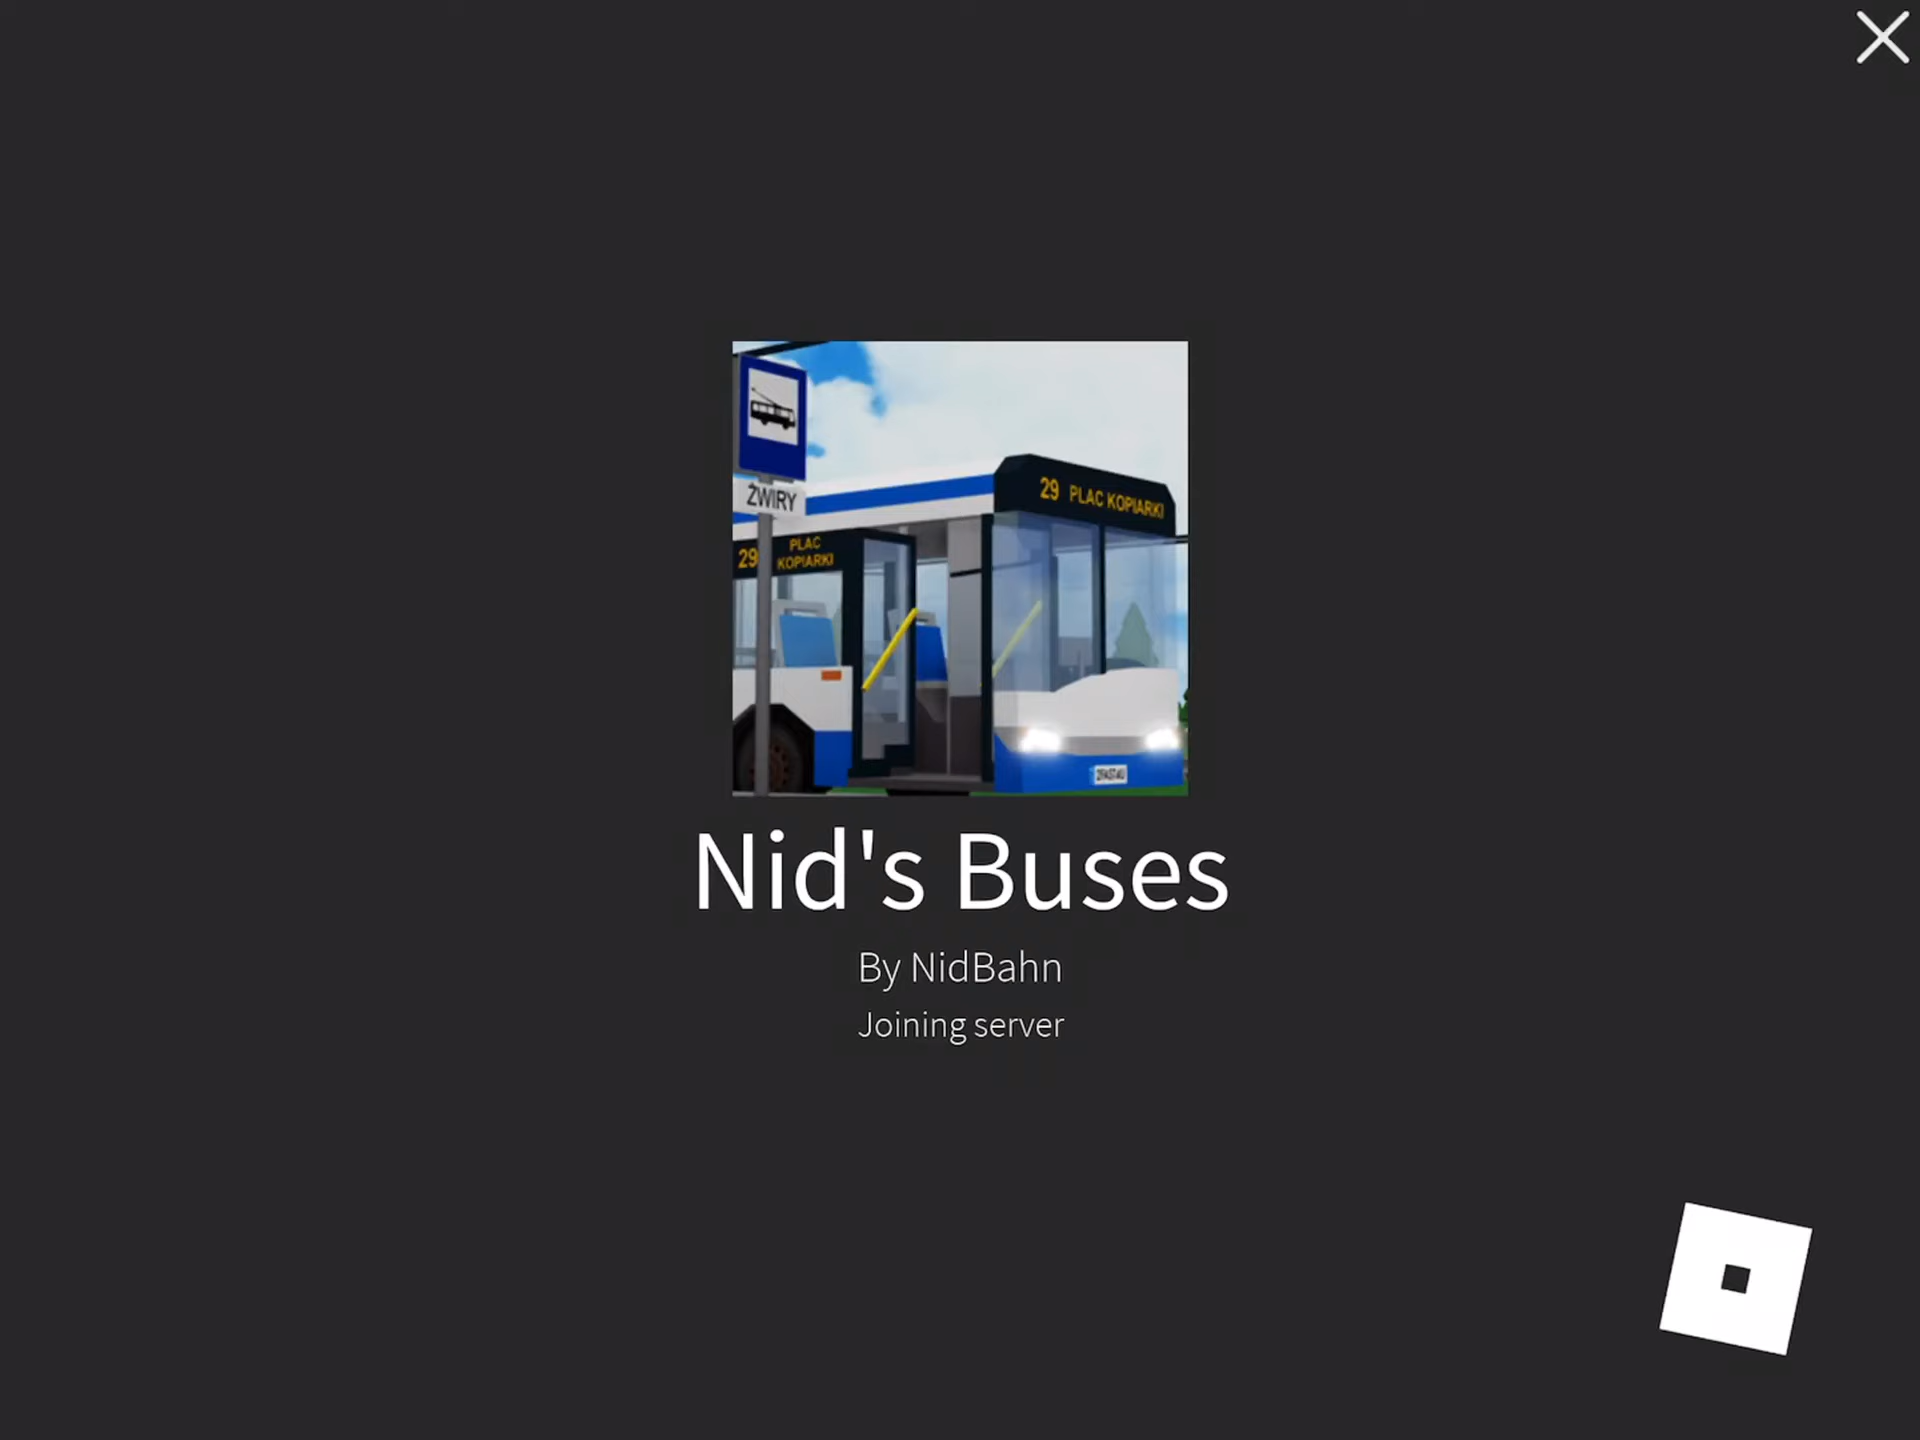 ŻWIRY
29 PLAC KOPIARKI
29 PLAC
KOPIARKI
Nid's Buses
By NidBahn
Joining server